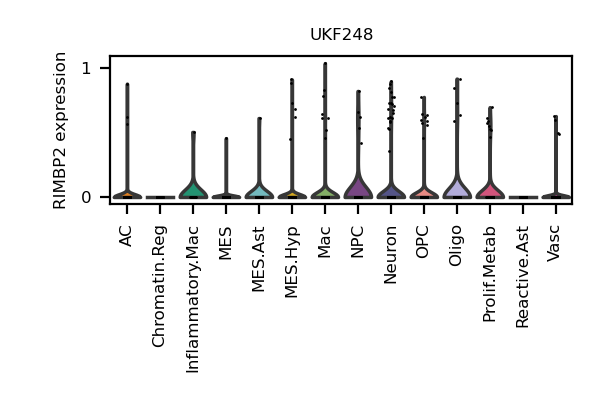 UKF248
RIMBP2 expression
1
0
AC
Chromatin.Reg
Inflammatory.Mac
MES
MES.Ast
MES.Hyp
Mac
NPC
Neuron
OPC
Oligo
Prolif.Metab
Reactive.Ast
Vasc